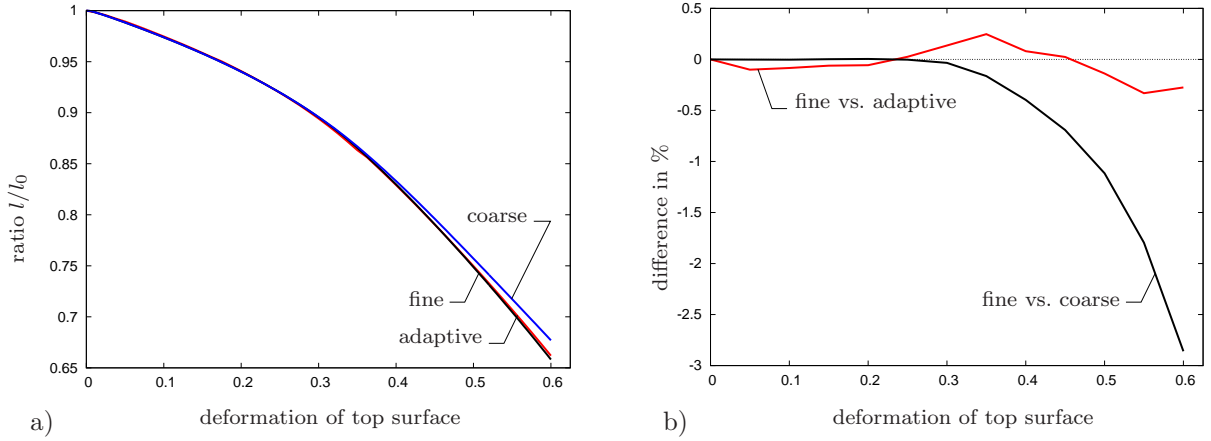 1
0.95
0.9
0.85
0.8
0.75
0.7
0.65
0
0.1
0.2
0.3
0.4
0.5
0.6
ratio l/l0
coarse
fine
adaptive
deformation of top surface
a)
0.5
0
-0.5
-1
-1.5
-2
-2.5
-3
0
0.1
0.2
0.3
0.4
0.5
0.6
difference in %
fine vs. adaptive
fine vs. coarse
deformation of top surface
b)